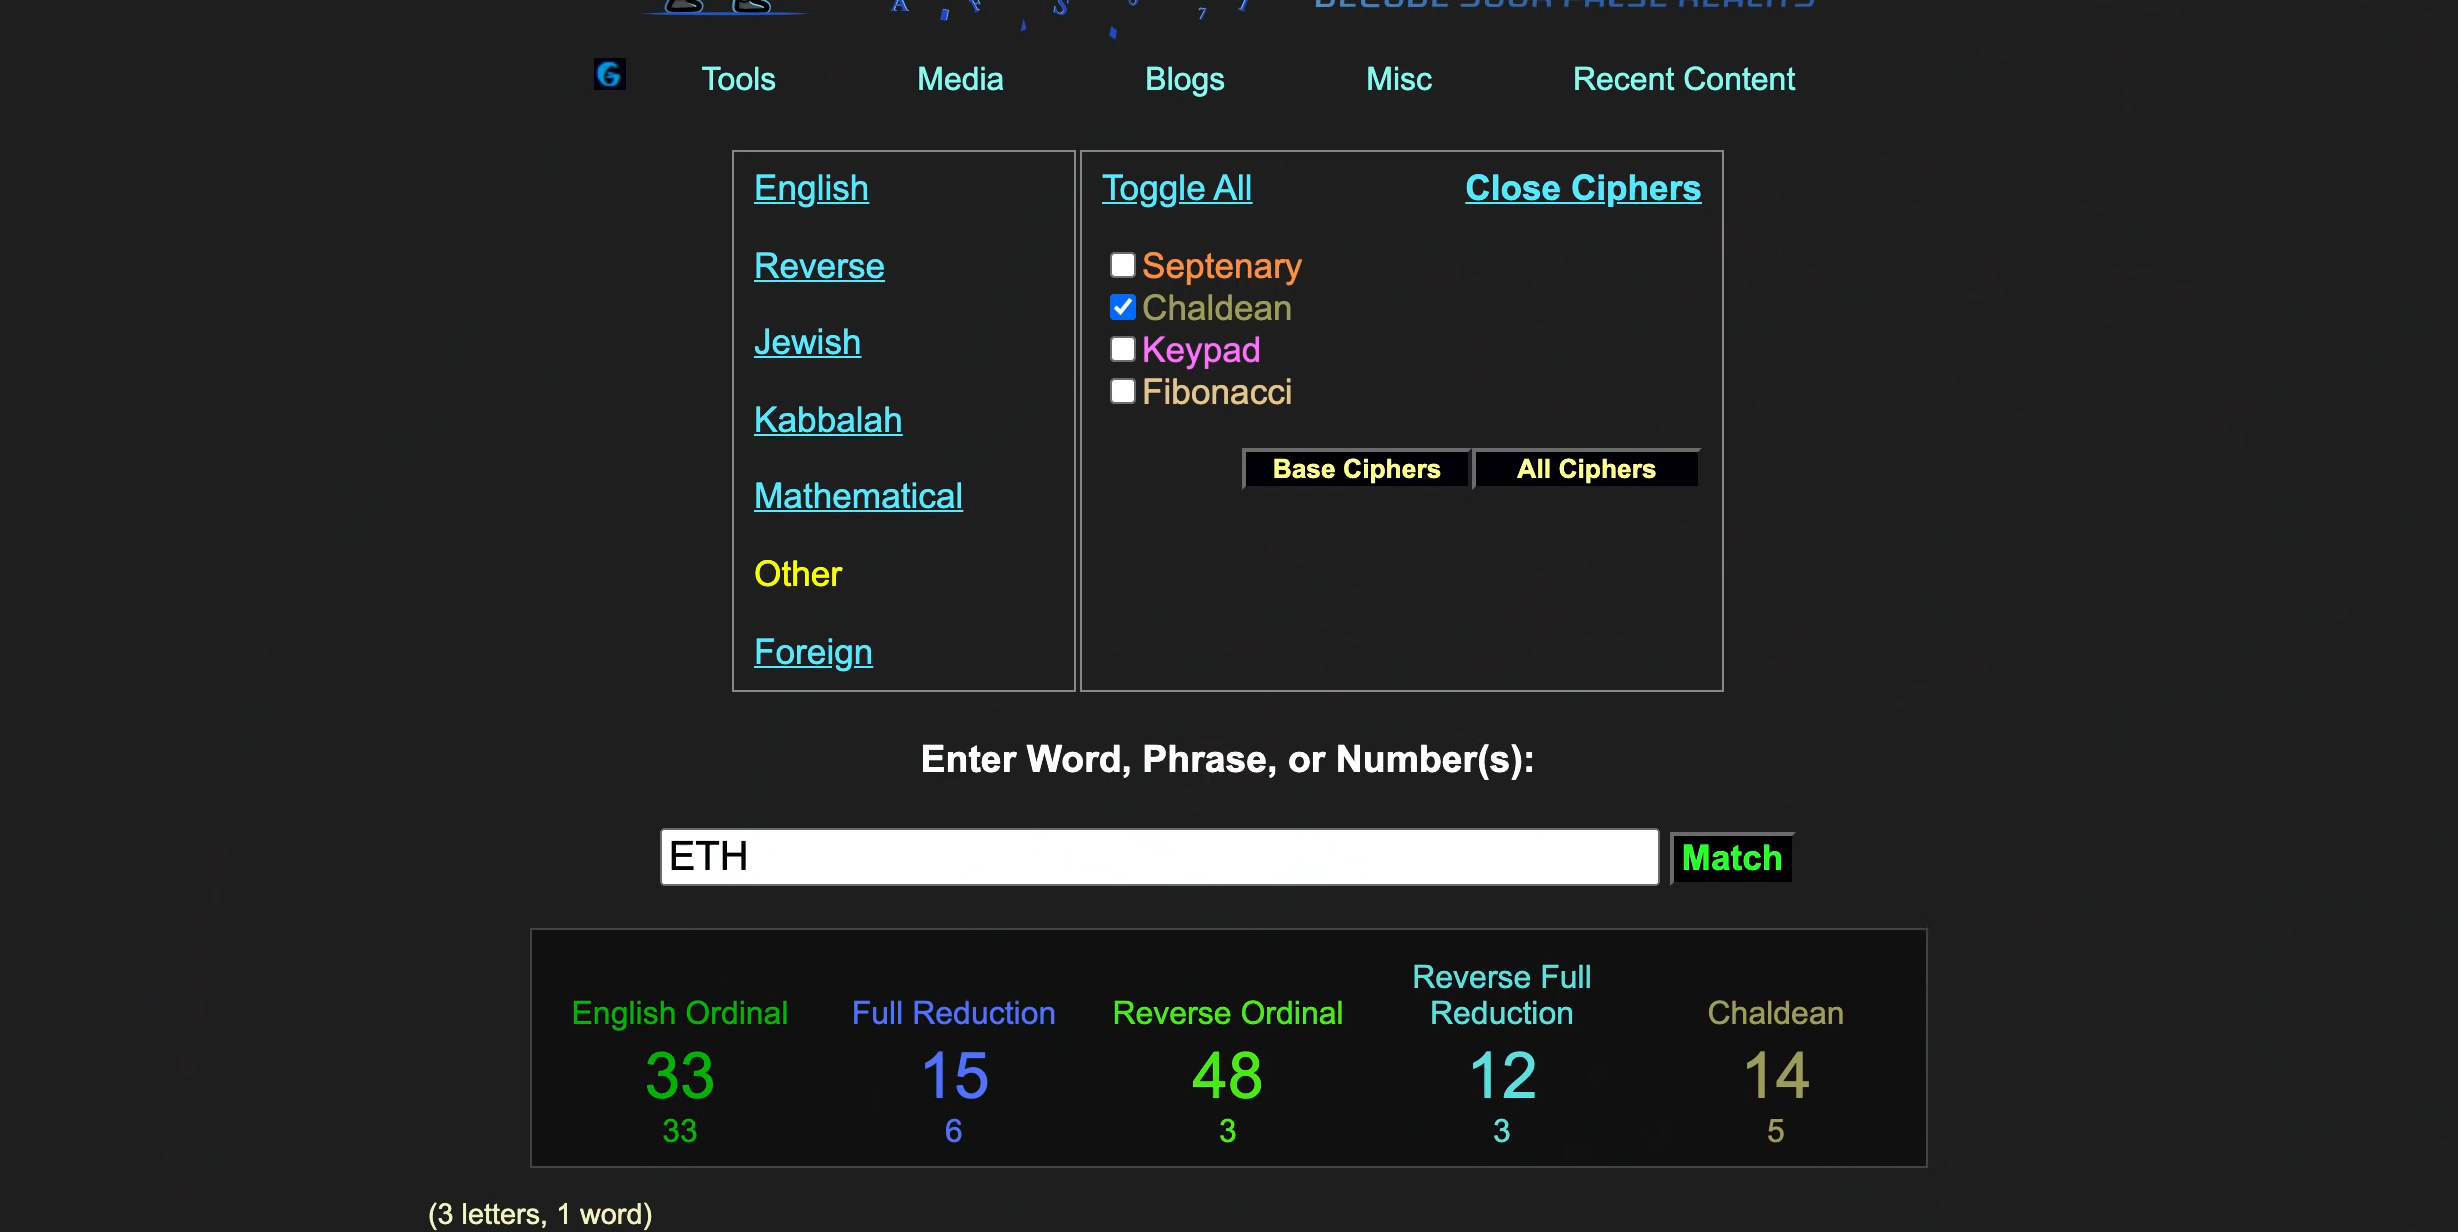 Tools Media Blogs Misc Recent Content
English
Reverse
Jewish
Kabbalah
Mathematical
Other
Foreign
Toggle All Close Ciphers
Septenary
Chaldean
Keypad
Fibonacci
Base Ciphers All Ciphers
Enter Word, Phrase, or Number(s):
ETH Match
English Ordinal Full Reduction Reverse Ordinal Reverse Full Reduction Chaldean
33 15 48 12 14
33 6 3 3 5
(3 letters, 1 word)